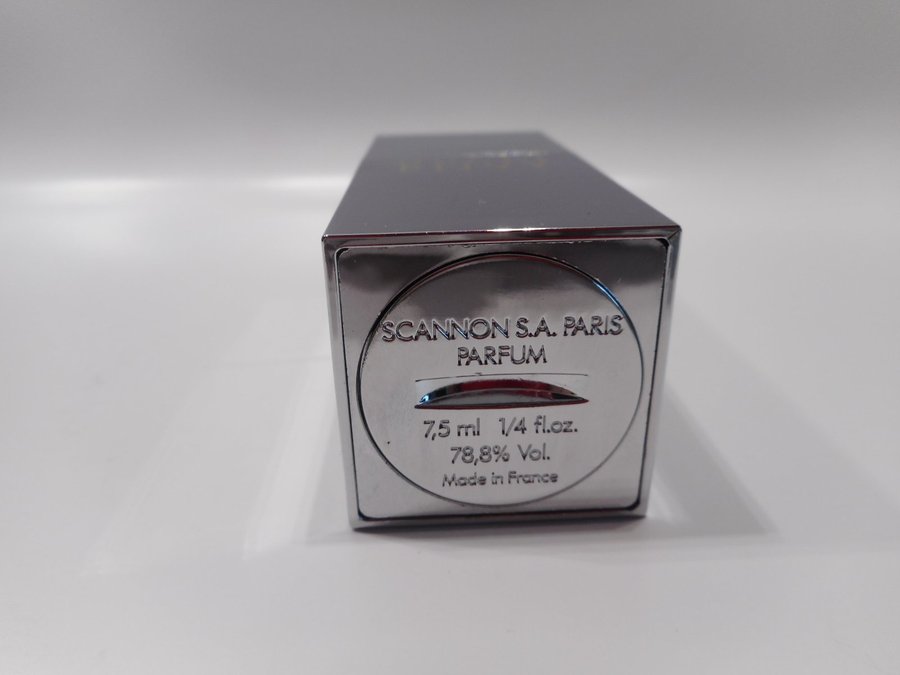 SCANNON S.A. PARIS
PARFUM
7,5 ml 1/4 fl.oz.
78,8% Vol.
Made in France